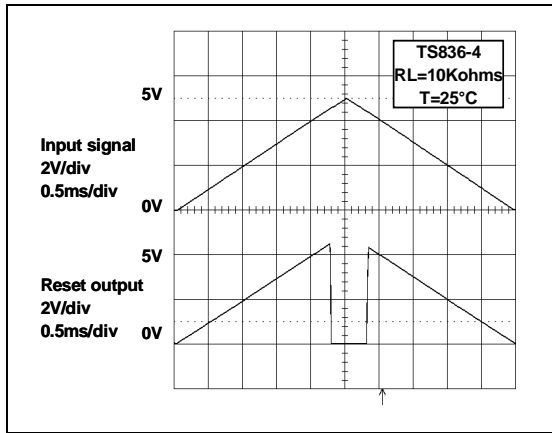 TS836-4
RL=10Kohms
T=25°C
5V
Input signal
2V/div
0.5ms/div
0V
5V
Reset output
2V/div
0.5ms/div
0V